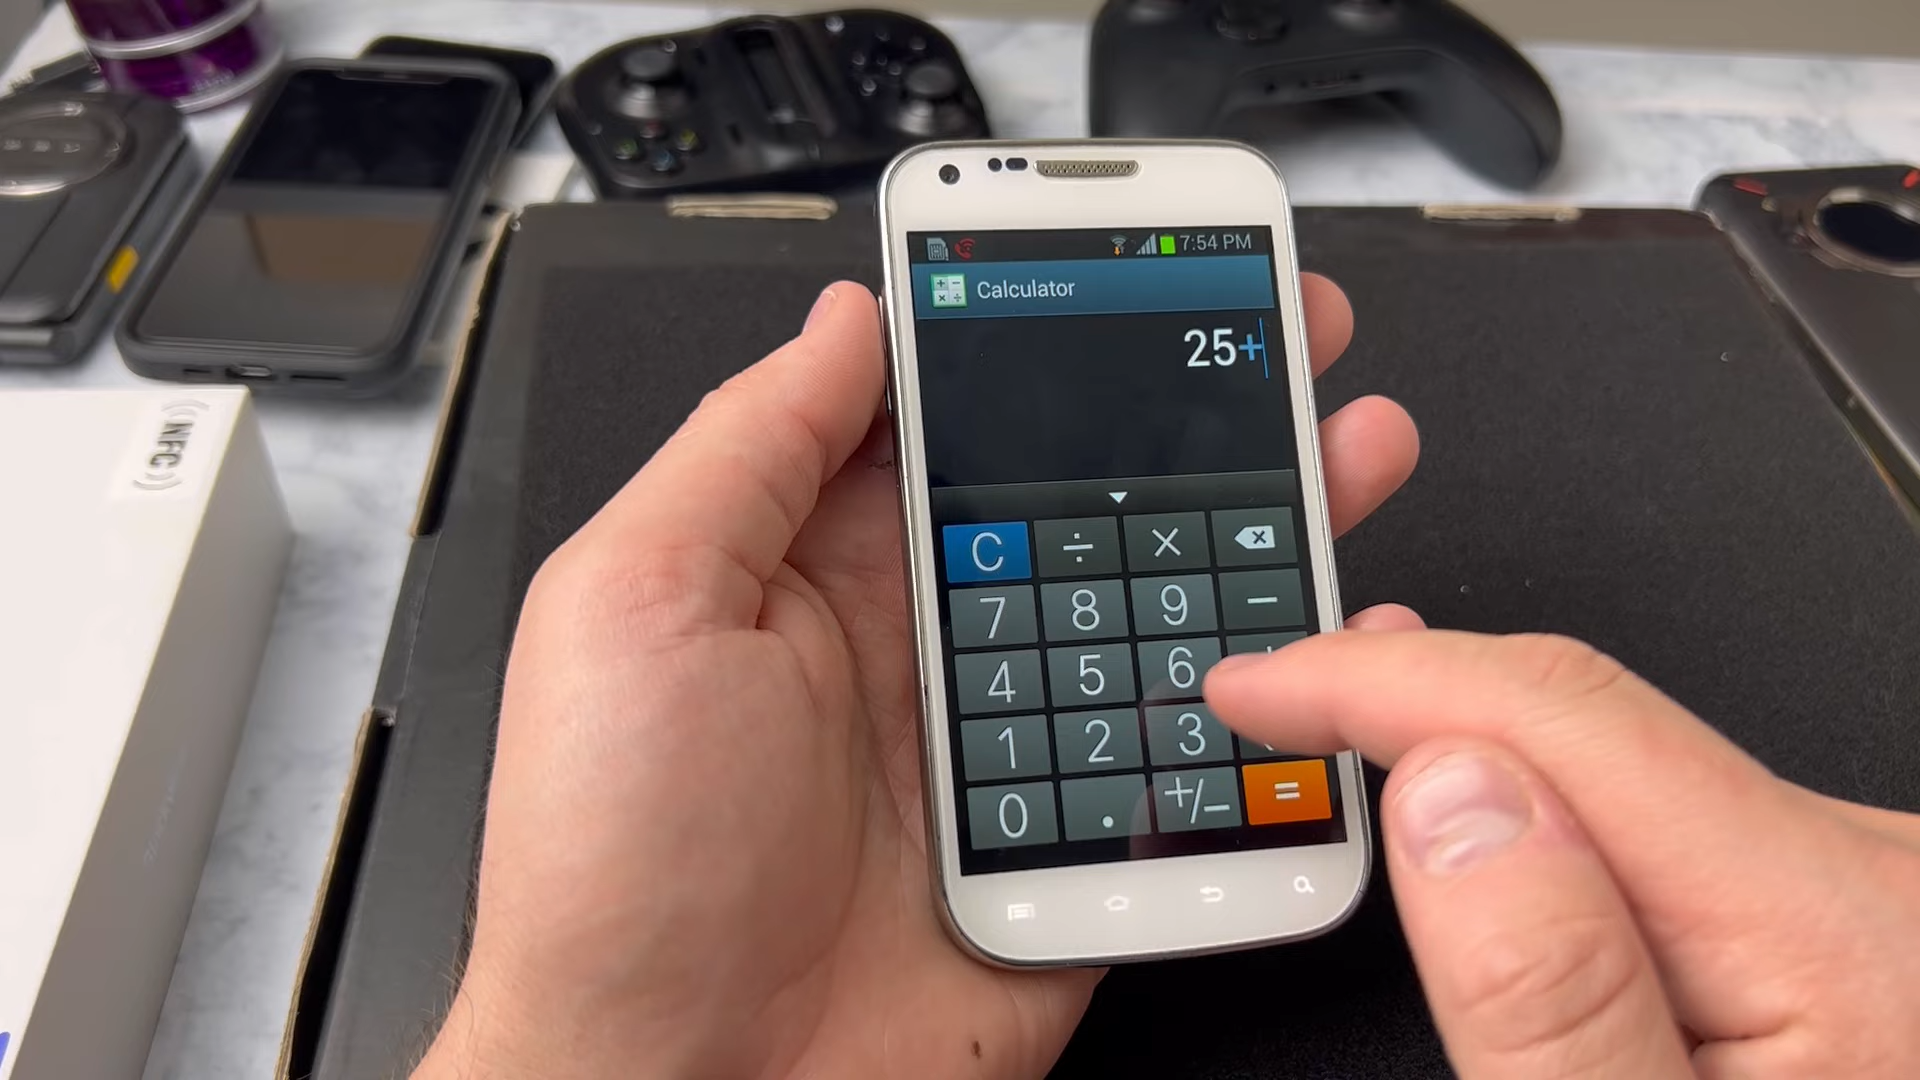 7:54 PM
Calculator
25+
C ÷ ×
7 8 9 −
4 5 6
1 2 3
0 . +/− =
NFC